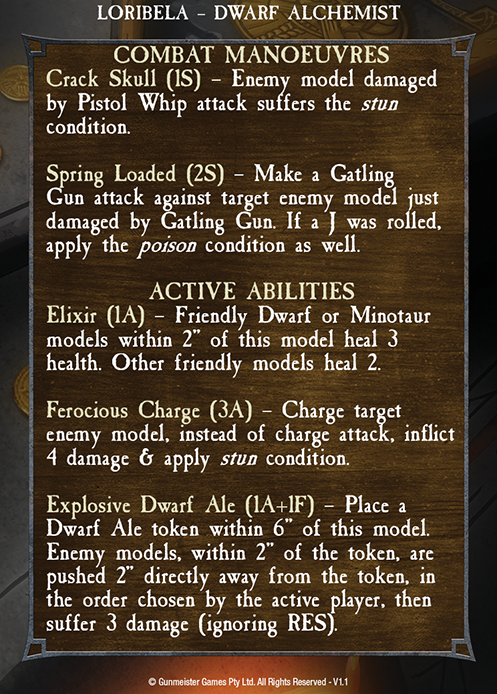 LORIBELA – DWARF ALCHEMIST
COMBAT MANOEUVRES
Crack Skull (1S) – Enemy model damaged
by Pistol Whip attack suffers the stun
condition.
Spring Loaded (2S) – Make a Gatling
Gun attack against target enemy model just
damaged by Gatling Gun. If a J was rolled,
apply the poison condition as well.
ACTIVE ABILITIES
Elixir (1A) – Friendly Dwarf or Minotaur
models within 2" of this model heal 3
health. Other friendly models heal 2.
Ferocious Charge (3A) – Charge target
enemy model, instead of charge attack, inflict
4 damage & apply stun condition.
Explosive Dwarf Ale (1A+1F) – Place a
Dwarf Ale token within 6" of this model.
Enemy models, within 2" of the token, are
pushed 2" directly away from the token, in
the order chosen by the active player, then
suffer 3 damage (ignoring RES).
© Gunmeister Games Pty Ltd. All Rights Reserved - V1.1